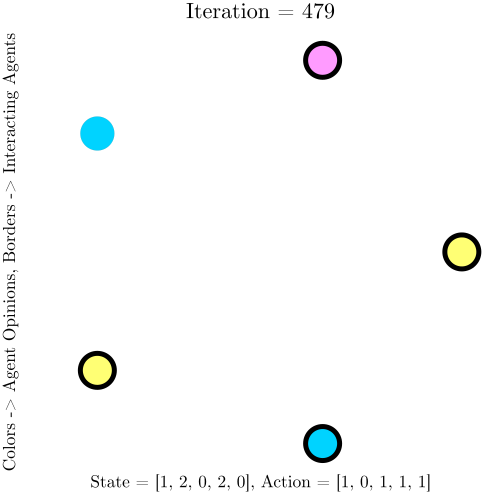 Iteration = 479
Colors -> Agent Opinions, Borders -> Interacting Agents
State = [1, 2, 0, 2, 0], Action = [1, 0, 1, 1, 1]